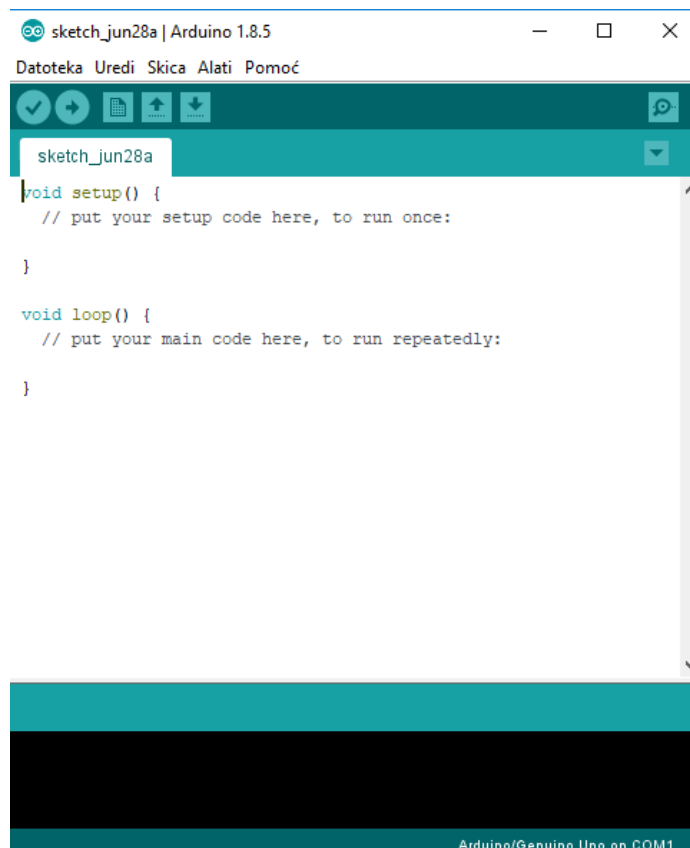 sketch_jun28a | Arduino 1.8.5
Datoteka Uredi Skica Alati Pomoć
sketch_jun28a
void setup() {
  // put your setup code here, to run once:
}
void loop() {
  // put your main code here, to run repeatedly:
}
Arduino/Genuino Uno on COM1